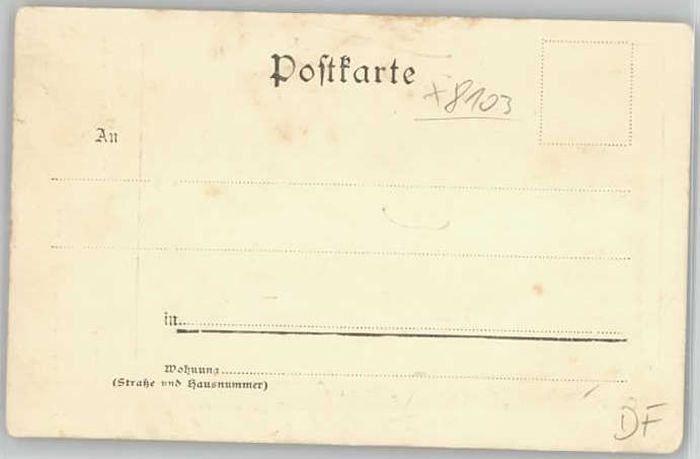 Postkarte
+8103
An
in
Wohnung
(Straße und Hausnummer)
DF